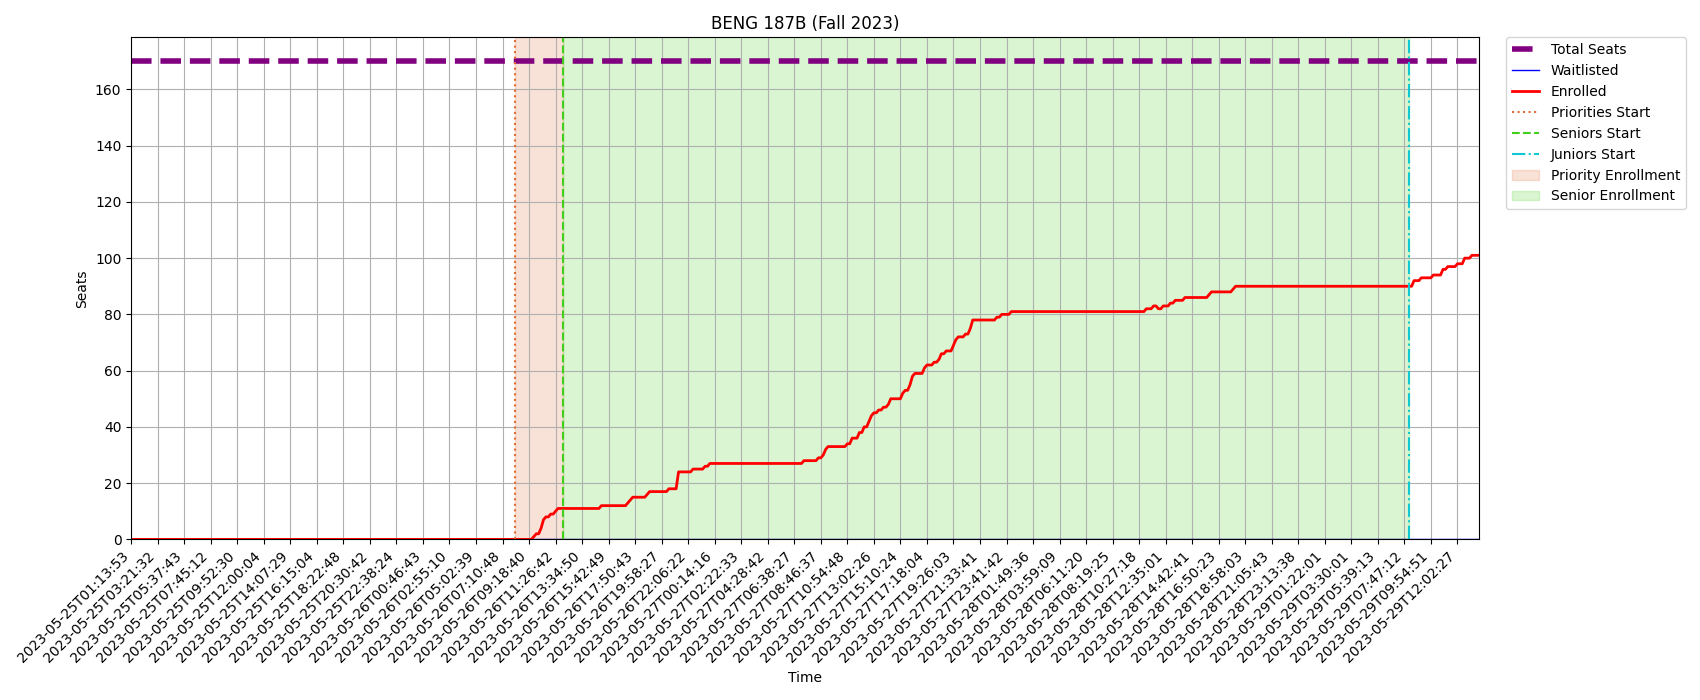 BENG 187B (Fall 2023)
Total Seats
Waitlisted
Enrolled
Priorities Start
Seniors Start
Juniors Start
Priority Enrollment
Senior Enrollment
Seats
160
140
120
100
80
60
40
20
0
2023-05-25T01:13:53
2023-05-25T03:21:32
2023-05-25T05:37:43
2023-05-25T07:45:12
2023-05-25T09:52:30
2023-05-25T12:00:04
2023-05-25T14:07:29
2023-05-25T16:15:04
2023-05-25T18:22:48
2023-05-25T20:30:42
2023-05-25T22:38:24
2023-05-26T00:46:43
2023-05-26T02:55:10
2023-05-26T05:02:39
2023-05-26T07:10:48
2023-05-26T09:18:40
2023-05-26T11:26:42
2023-05-26T13:34:50
2023-05-26T15:42:49
2023-05-26T17:50:43
2023-05-26T19:58:27
2023-05-26T22:06:22
2023-05-27T00:14:16
2023-05-27T02:22:33
2023-05-27T04:28:42
2023-05-27T06:38:27
2023-05-27T08:46:37
2023-05-27T10:54:48
2023-05-27T13:02:26
2023-05-27T15:10:24
2023-05-27T17:18:04
2023-05-27T19:26:03
2023-05-27T21:33:41
2023-05-27T23:41:42
2023-05-28T01:49:36
2023-05-28T03:59:09
2023-05-28T06:11:20
2023-05-28T08:19:25
2023-05-28T10:27:18
2023-05-28T12:35:01
2023-05-28T14:42:41
2023-05-28T16:50:23
2023-05-28T18:58:03
2023-05-28T21:05:43
2023-05-28T23:13:38
2023-05-29T01:22:01
2023-05-29T03:30:01
2023-05-29T05:39:13
2023-05-29T07:47:12
2023-05-29T09:54:51
2023-05-29T12:02:27
Time